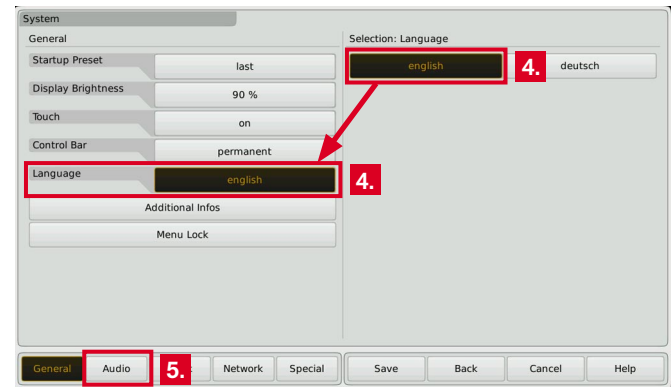 System
General
Startup Preset
last
Display Brightness
90 %
Touch
on
Control Bar
permanent
Language
english
4.
Additional Infos
Menu Lock
Selection: Language
english
4.
deutsch
General
Audio
5.
Network
Special
Save
Back
Cancel
Help